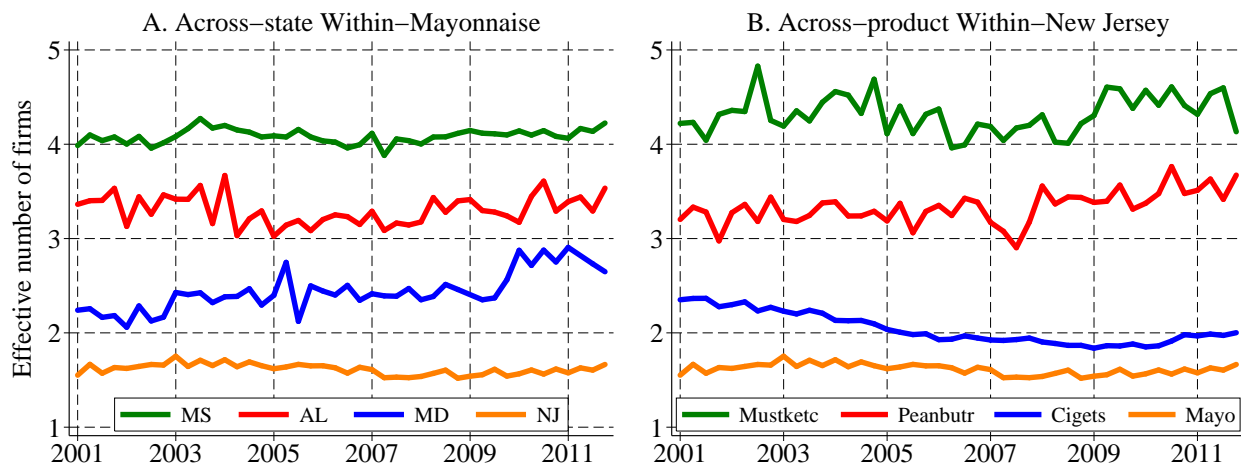 A. Across−state Within−Mayonnaise
Effective number of firms
5
4
3
2
1
MS AL MD NJ
2001 2003 2005 2007 2009 2011
B. Across−product Within−New Jersey
5
4
3
2
1
Mustketc Peanbutr Cigets Mayo
2001 2003 2005 2007 2009 2011